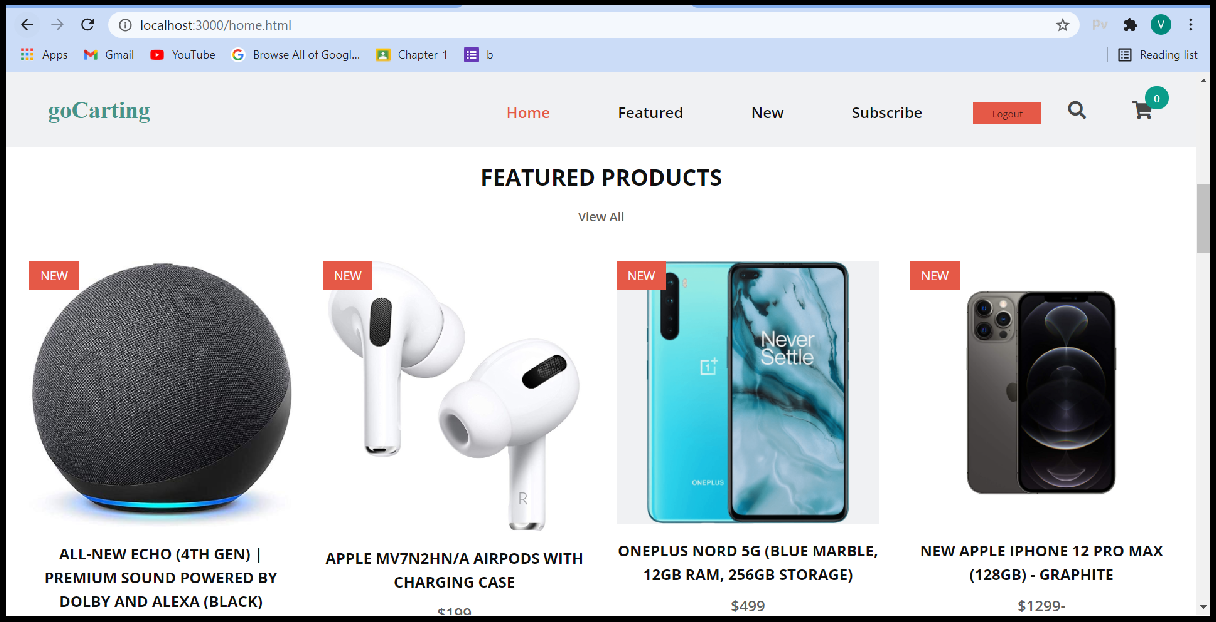 localhost:3000/home.html
Pv
V
Apps
Gmail
YouTube
Browse All of Googl...
Chapter 1
b
Reading list
goCarting
Home
Featured
New
Subscribe
Logout
0
FEATURED PRODUCTS
View All
NEW
NEW
NEW
NEW
R
Never
Settle
1+
ONEPLUS
ALL-NEW ECHO (4TH GEN) |
PREMIUM SOUND POWERED BY
DOLBY AND ALEXA (BLACK)
APPLE MV7N2HN/A AIRPODS WITH
CHARGING CASE
$199
ONEPLUS NORD 5G (BLUE MARBLE,
12GB RAM, 256GB STORAGE)
$499
NEW APPLE IPHONE 12 PRO MAX
(128GB) - GRAPHITE
$1299-